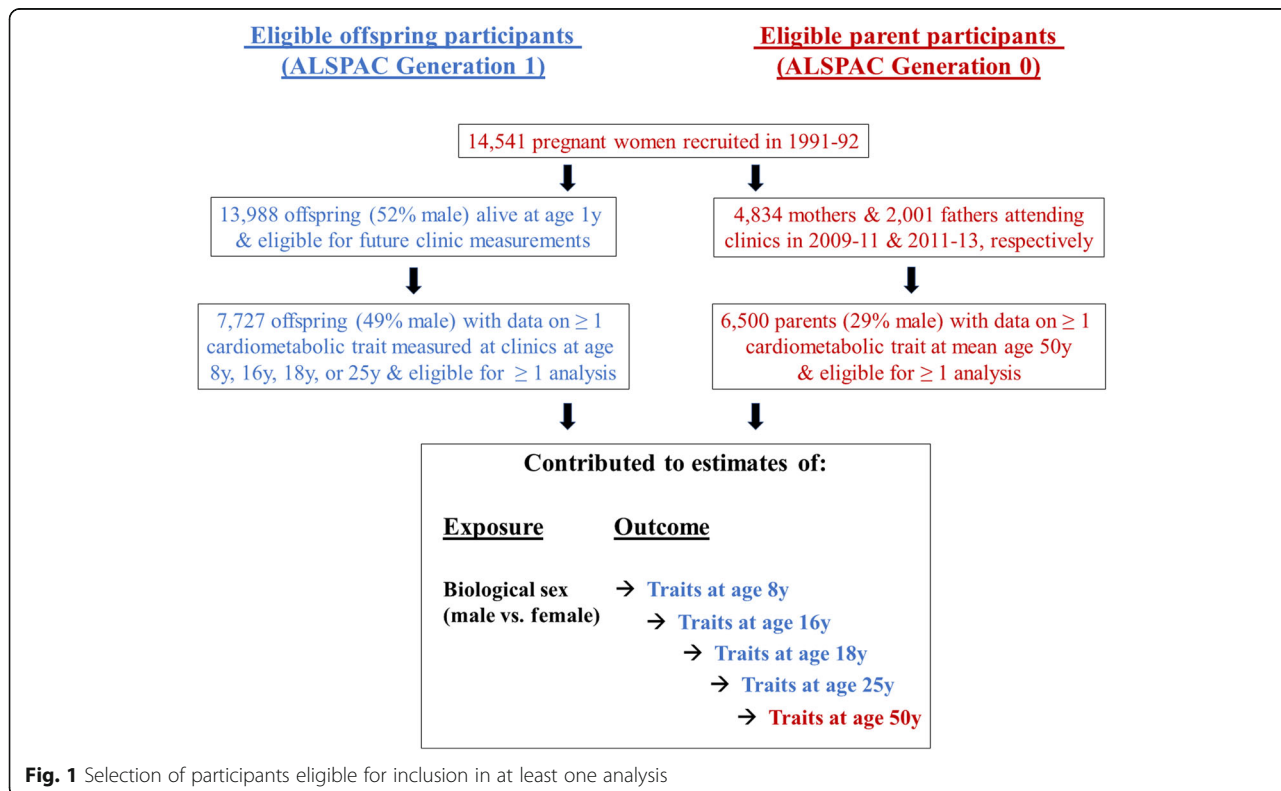 Eligible offspring participants
(ALSPAC Generation 1)
Eligible parent participants
(ALSPAC Generation 0)
14,541 pregnant women recruited in 1991-92
13,988 offspring (52% male) alive at age 1y
& eligible for future clinic measurements
4,834 mothers & 2,001 fathers attending
clinics in 2009-11 & 2011-13, respectively
7,727 offspring (49% male) with data on ≥ 1
cardiometabolic trait measured at clinics at age
8y, 16y, 18y, or 25y & eligible for ≥ 1 analysis
6,500 parents (29% male) with data on ≥ 1
cardiometabolic trait at mean age 50y
& eligible for ≥ 1 analysis
Contributed to estimates of:
Exposure Outcome
Biological sex → Traits at age 8y
(male vs. female)
→ Traits at age 16y
→ Traits at age 18y
→ Traits at age 25y
→ Traits at age 50y
Fig. 1 Selection of participants eligible for inclusion in at least one analysis